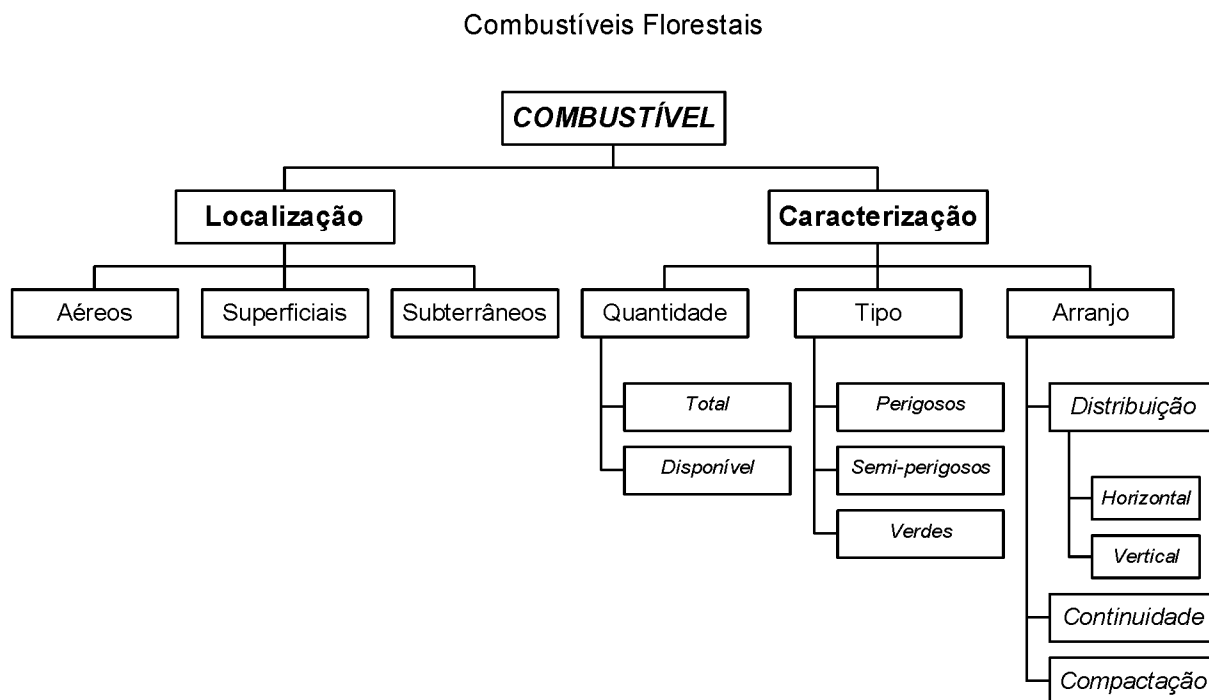 Combustíveis Florestais
COMBUSTÍVEL
Localização
Caracterização
Aéreos
Superficiais
Subterrâneos
Quantidade
Tipo
Arranjo
Total
Disponível
Perigosos
Semi-perigosos
Verdes
Distribuição
Horizontal
Vertical
Continuidade
Compactação